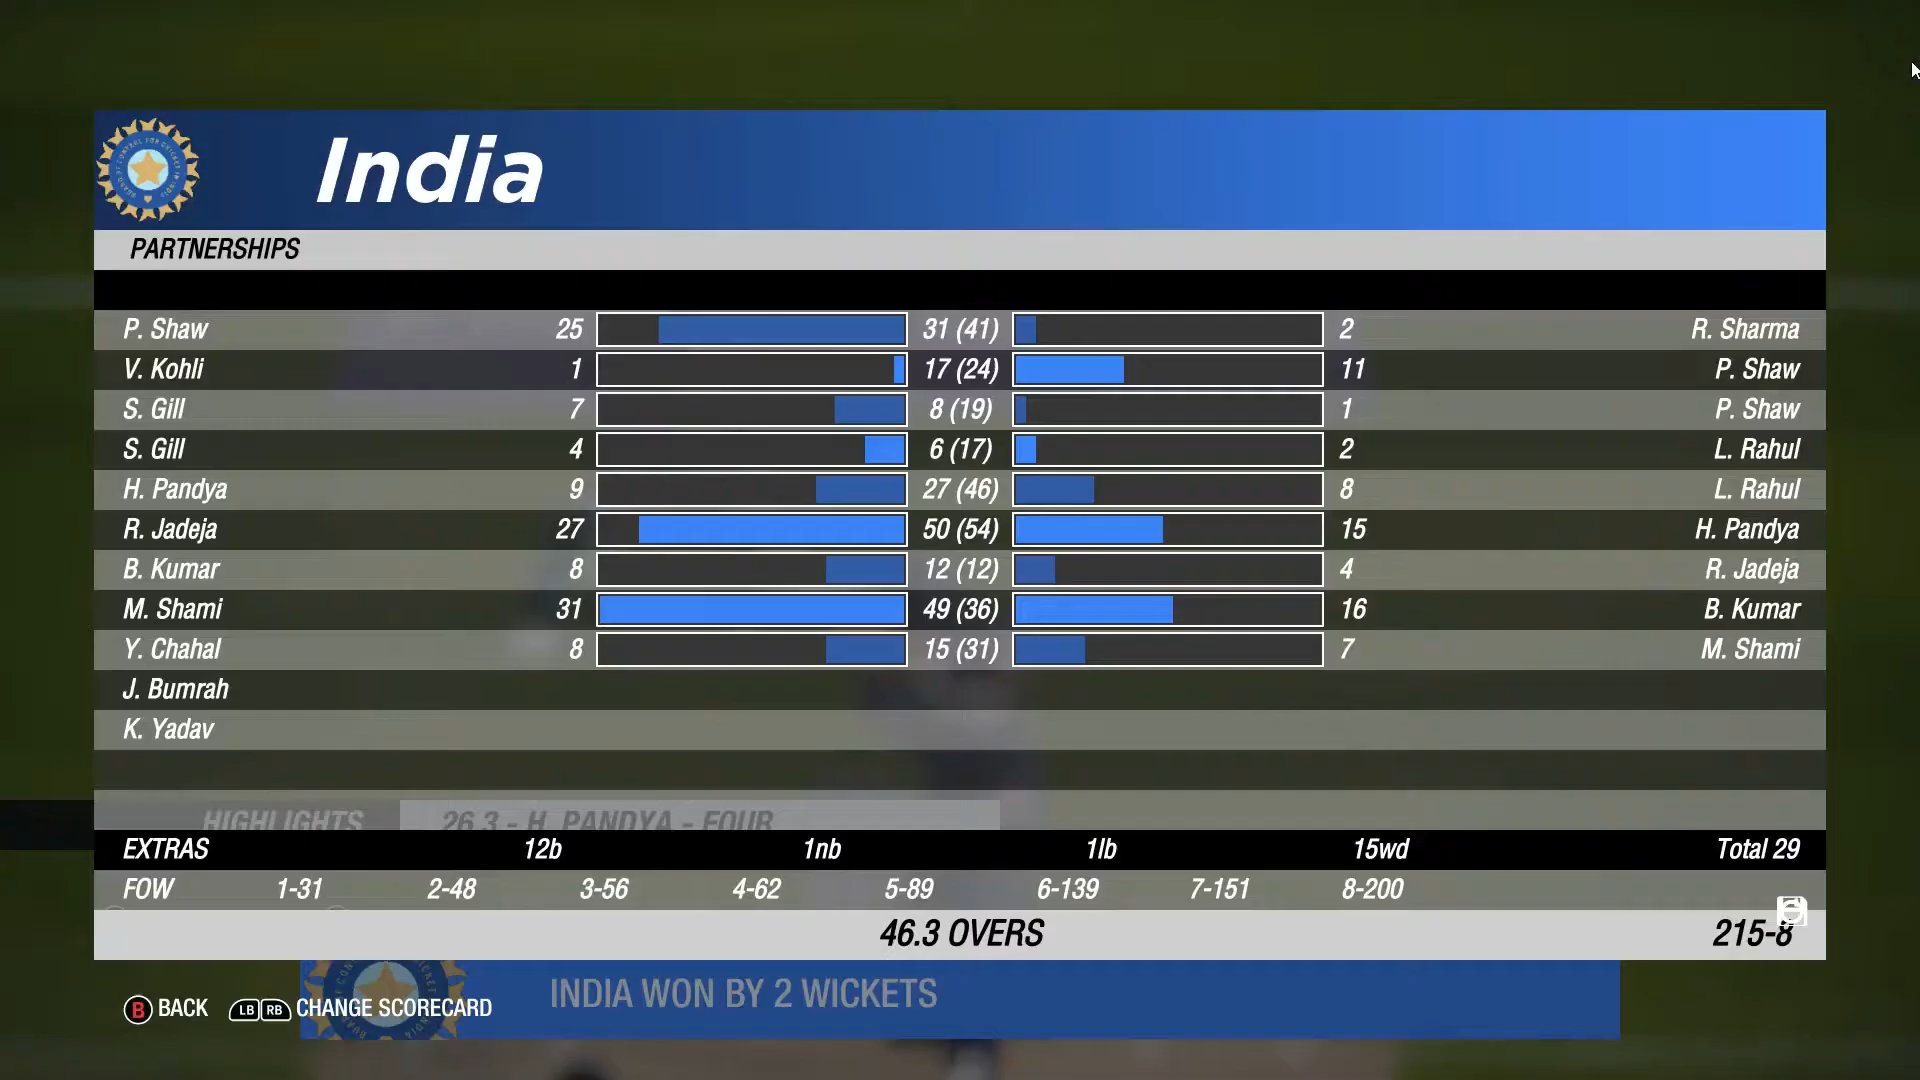 India
PARTNERSHIPS
P. Shaw 25 31 (41) 2 R. Sharma
V. Kohli 1 17 (24) 11 P. Shaw
S. Gill 7 8 (19) 1 P. Shaw
S. Gill 4 6 (17) 2 L. Rahul
H. Pandya 9 27 (46) 8 L. Rahul
R. Jadeja 27 50 (54) 15 H. Pandya
B. Kumar 8 12 (12) 4 R. Jadeja
M. Shami 31 49 (36) 16 B. Kumar
Y. Chahal 8 15 (31) 7 M. Shami
J. Bumrah
K. Yadav
HIGHLIGHTS 26.3 - H. PANDYA - FOUR
EXTRAS 12b 1nb 1lb 15wd Total 29
FOW 1-31 2-48 3-56 4-62 5-89 6-139 7-151 8-200
46.3 OVERS 215-8
INDIA WON BY 2 WICKETS
B BACK LB RB CHANGE SCORECARD